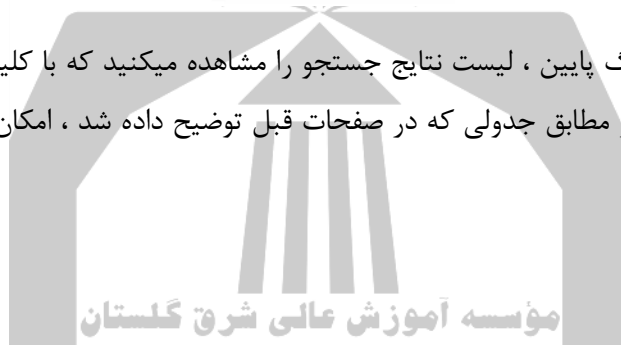 گ پایین ، لیست نتایج جستجو را مشاهده میکنید که با کلی
مطابق جدولی که در صفحات قبل توضیح داده شد ، امکان
مؤسسه آموزش عالی شرق گلستان